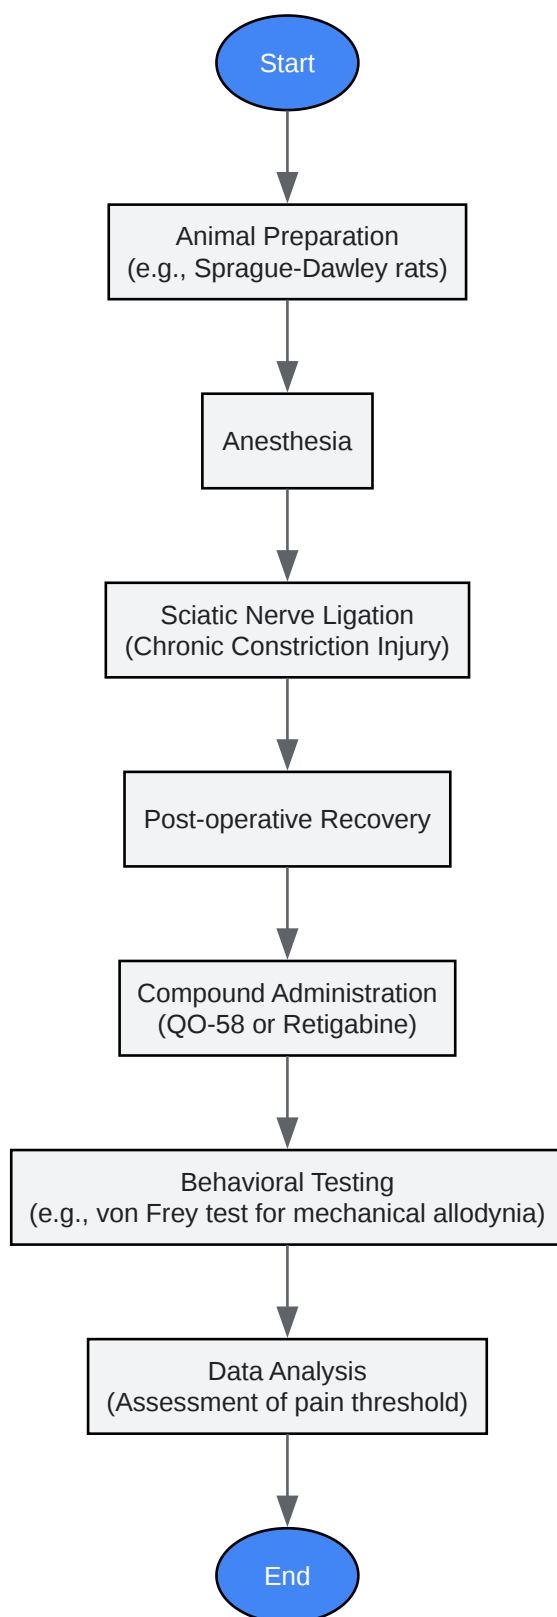 Start
Animal Preparation
(e.g., Sprague-Dawley rats)
Anesthesia
Sciatic Nerve Ligation
(Chronic Constriction Injury)
Post-operative Recovery
Compound Administration
(QO-58 or Retigabine)
Behavioral Testing
(e.g., von Frey test for mechanical allodynia)
Data Analysis
(Assessment of pain threshold)
End